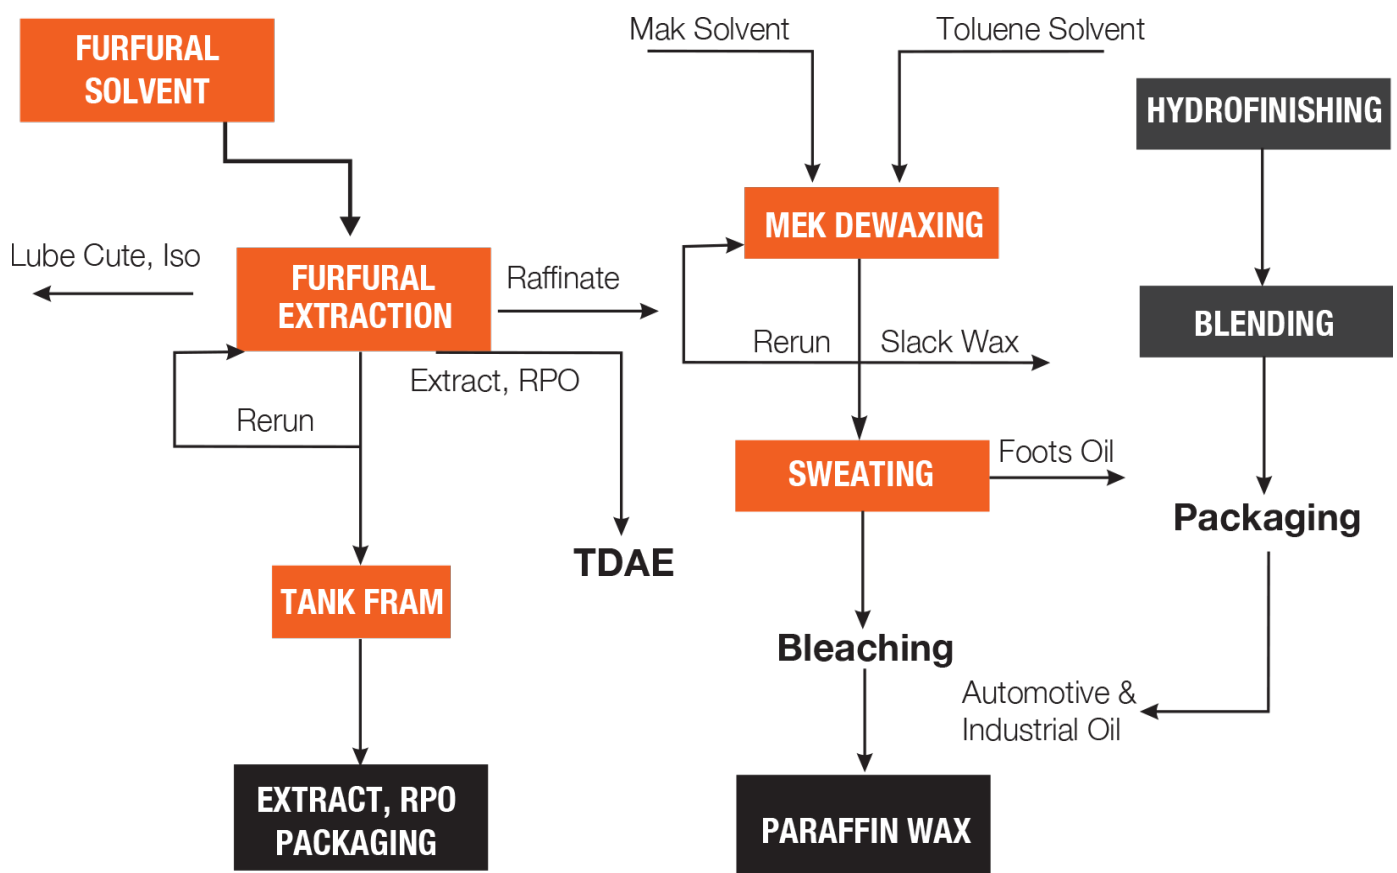 FURFURAL
SOLVENT
Lube Cute, Iso
FURFURAL
EXTRACTION
Raffinate
Extract, RPO
Rerun
TDAE
TANK FRAM
EXTRACT, RPO
PACKAGING
Mak Solvent
Toluene Solvent
MEK DEWAXING
Rerun
Slack Wax
SWEATING
Foots Oil
Bleaching
PARAFFIN WAX
HYDROFINISHING
BLENDING
Packaging
Automotive &
Industrial Oil